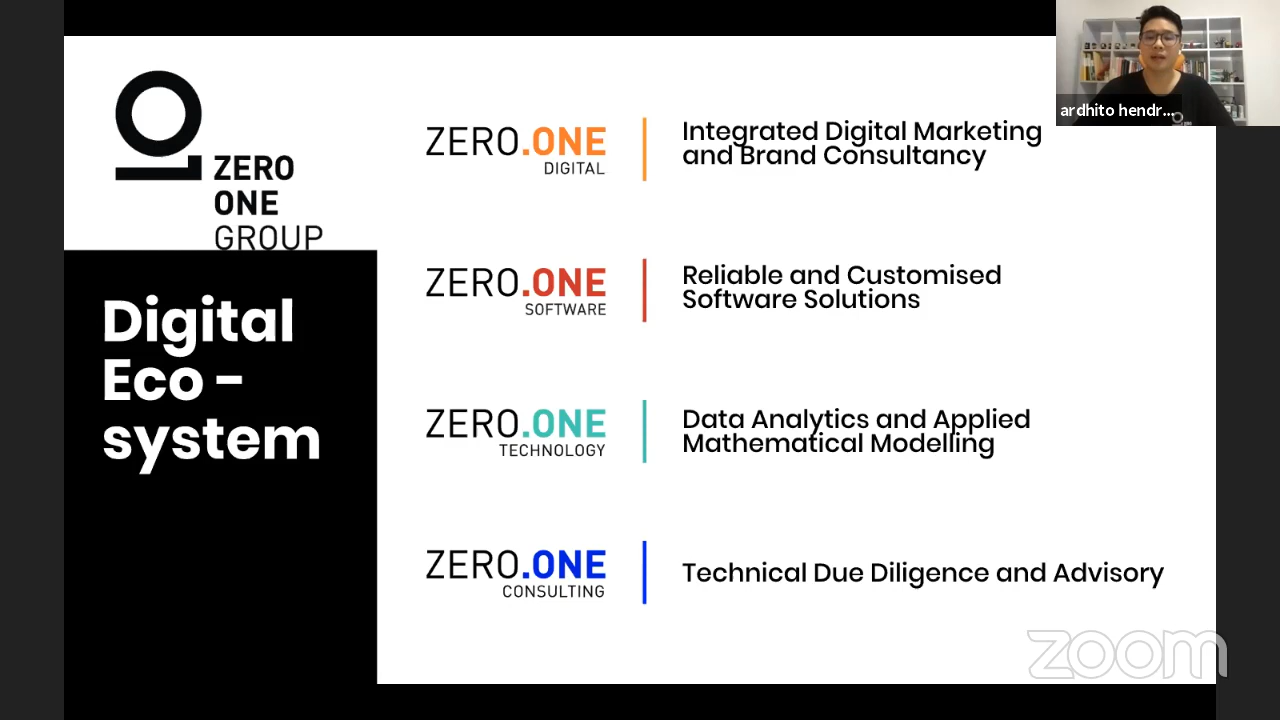 ZERO
ONE
GROUP
Digital
Eco -
system
ZERO.ONE
DIGITAL
Integrated Digital Marketing
and Brand Consultancy
ZERO.ONE
SOFTWARE
Reliable and Customised
Software Solutions
ZERO.ONE
TECHNOLOGY
Data Analytics and Applied
Mathematical Modelling
ZERO.ONE
CONSULTING
Technical Due Diligence and Advisory
ardhito hendr...
zoom